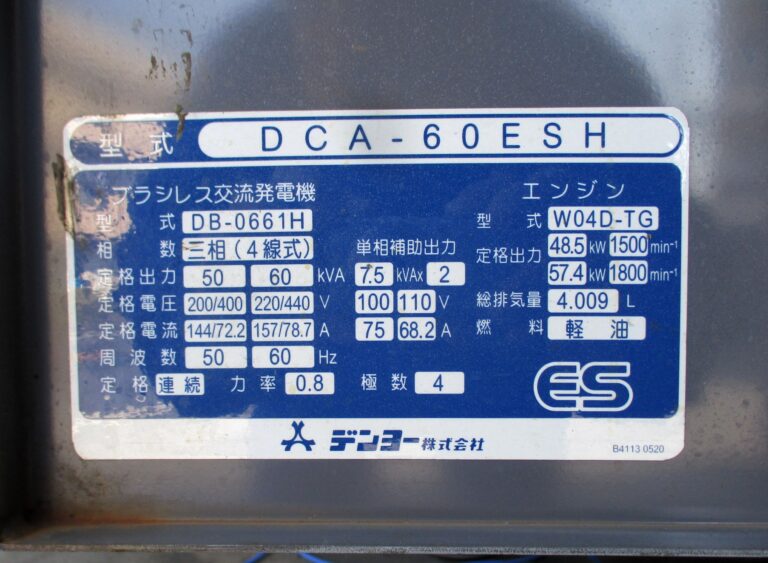 型式 DCA-60ESH
ブラシレス交流発電機
型式 DB-0661H
相数 三相(4線式)
定格出力 50 60 kVA
定格電圧 200/400 220/440 V
定格電流 144/72.2 157/78.7 A
周波数 50 60 Hz
定格 連続 力率 0.8 極数 4
単相補助出力
7.5 kVAx 2
100 110 V
75 68.2 A
エンジン
型式 W04D-TG
定格出力 48.5 kW 1500 min⁻¹
57.4 kW 1800 min⁻¹
総排気量 4.009 L
燃料 軽油
ES
デンヨー株式会社
B4113 0520